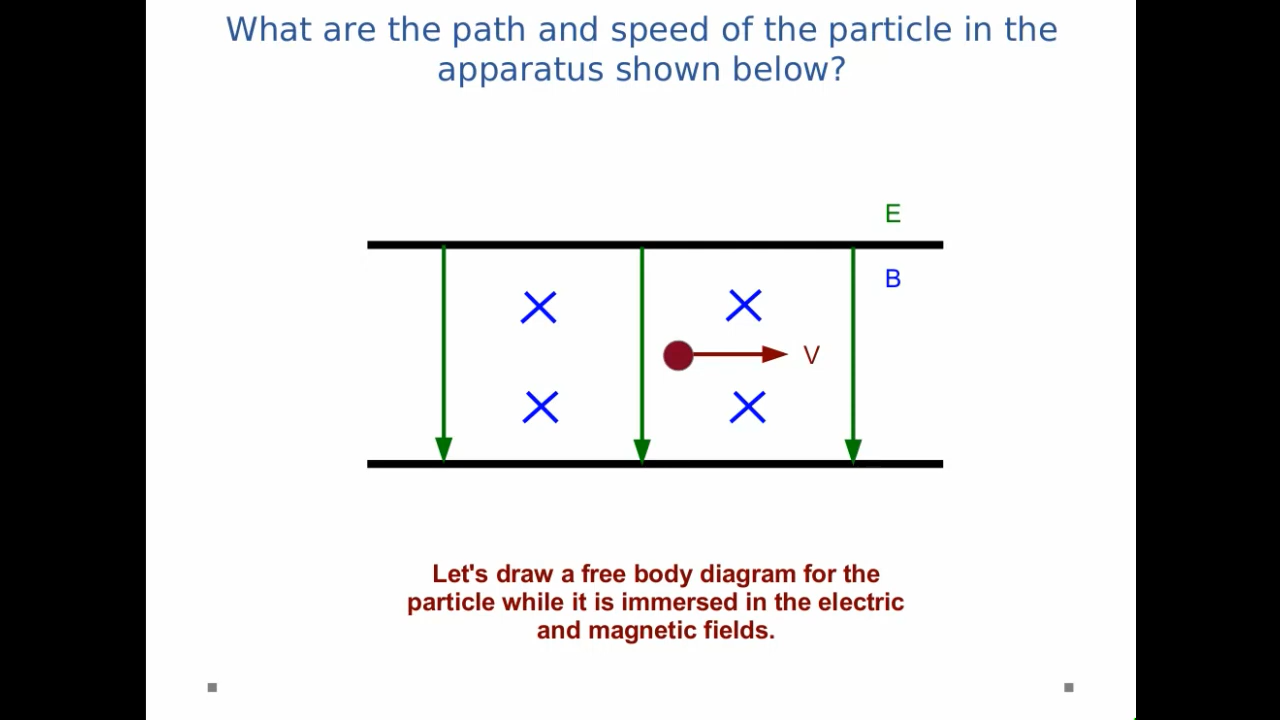 What are the path and speed of the particle in the
apparatus shown below?
E
B
V
Let's draw a free body diagram for the
particle while it is immersed in the electric
and magnetic fields.